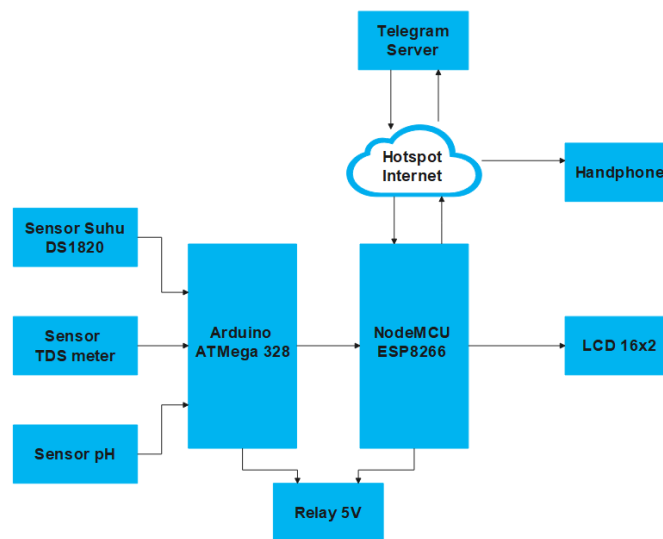 Telegram
Server
Hotspot
Internet
Handphone
Sensor Suhu
DS1820
Sensor
TDS meter
Sensor pH
Arduino
ATMega 328
NodeMCU
ESP8266
LCD 16x2
Relay 5V